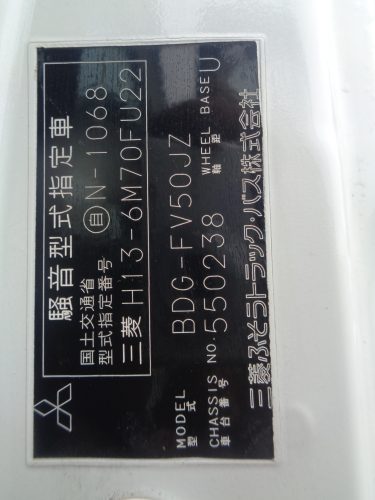 騒音型式指定車
国土交通省
型式指定番号 自N-1068
三菱 H13-6M70FU22
MODEL
型式 BDG-FV50JZ
WHEEL BASE
軸距 U
CHASSIS NO.
車台番号 550238
三菱ふそうトラック・バス株式会社